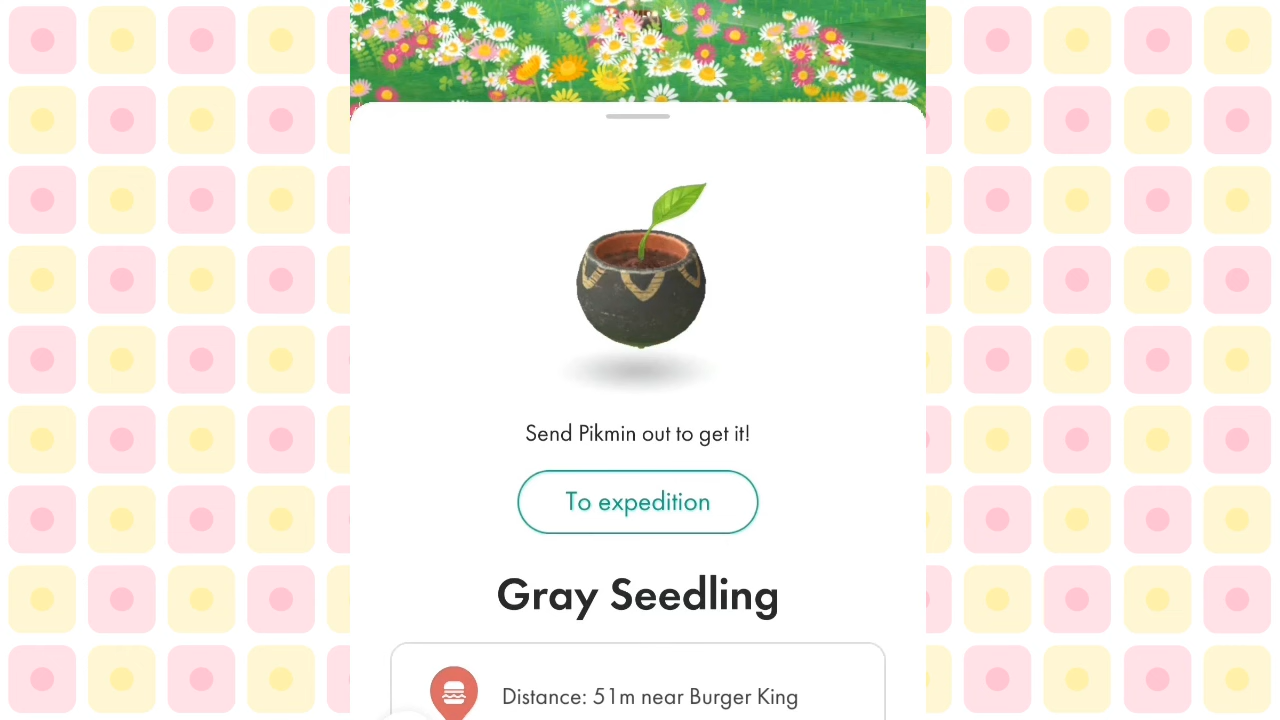 Send Pikmin out to get it!
To expedition
Gray Seedling
Distance: 51m near Burger King